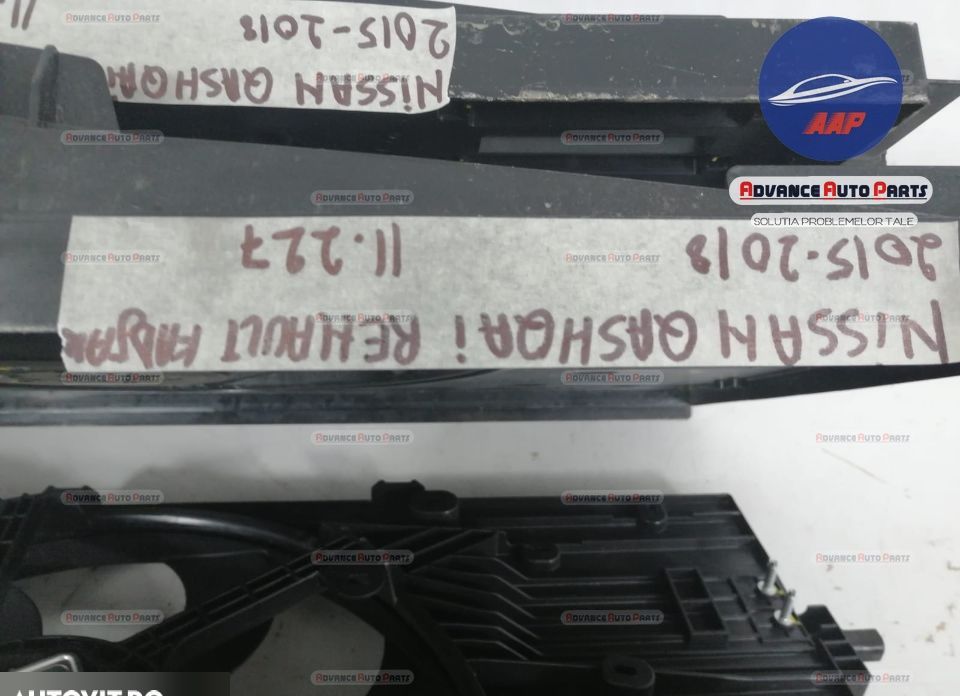 NISSAN QASHQAI
2015-2018
11.
AAP
ADVANCE AUTO PARTS
SOLUTIA PROBLEMELOR TALE
NISSAN QASHQAI RENAULT KADJAR
2015-2018 11.227
AUTOVIT.RO